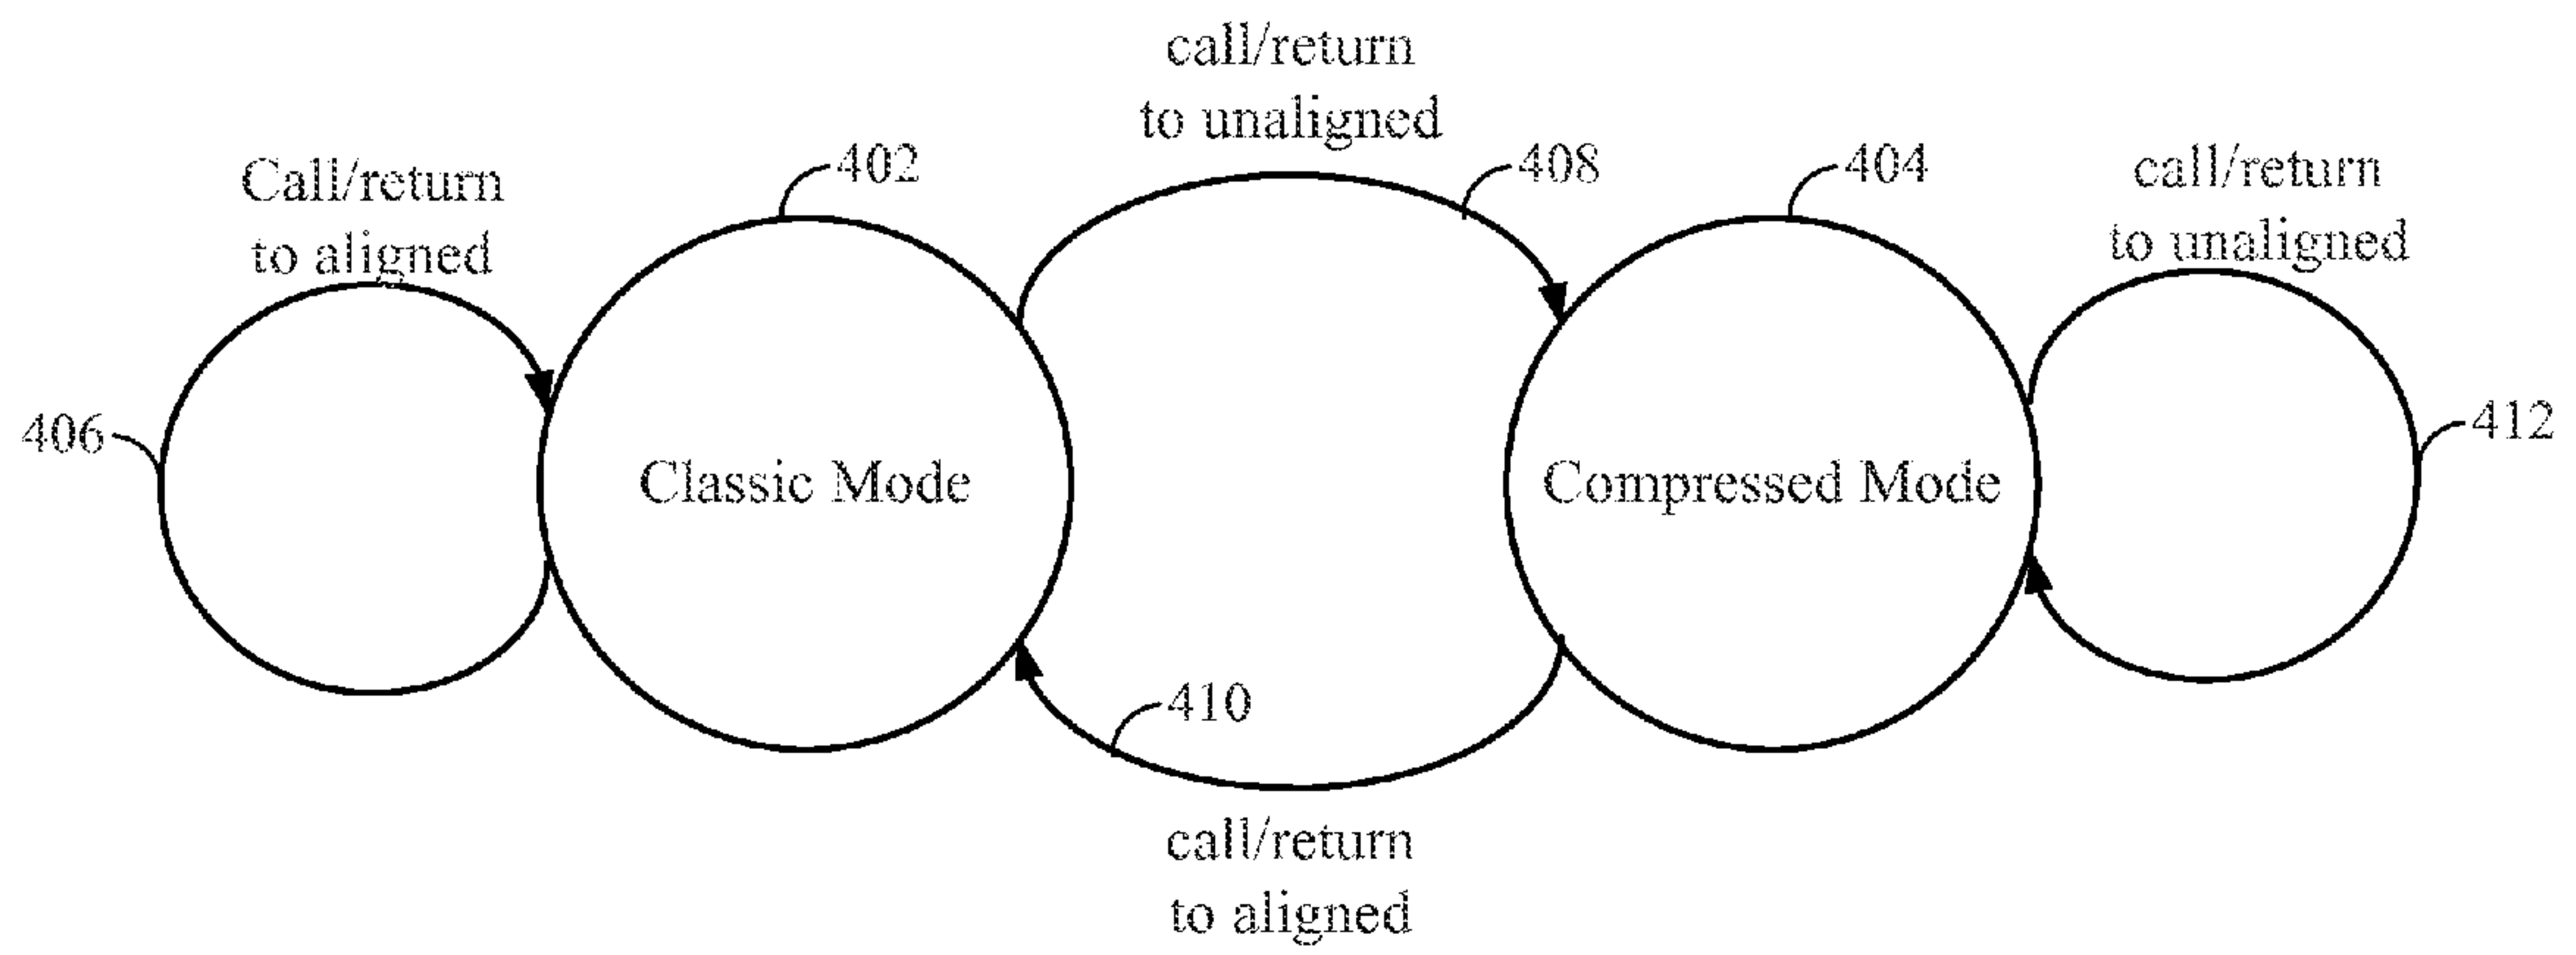 call/return
to unaligned
402
408
404
Call/return
to aligned
call/return
to unaligned
406
412
Classic Mode
Compressed Mode
410
call/return
to aligned